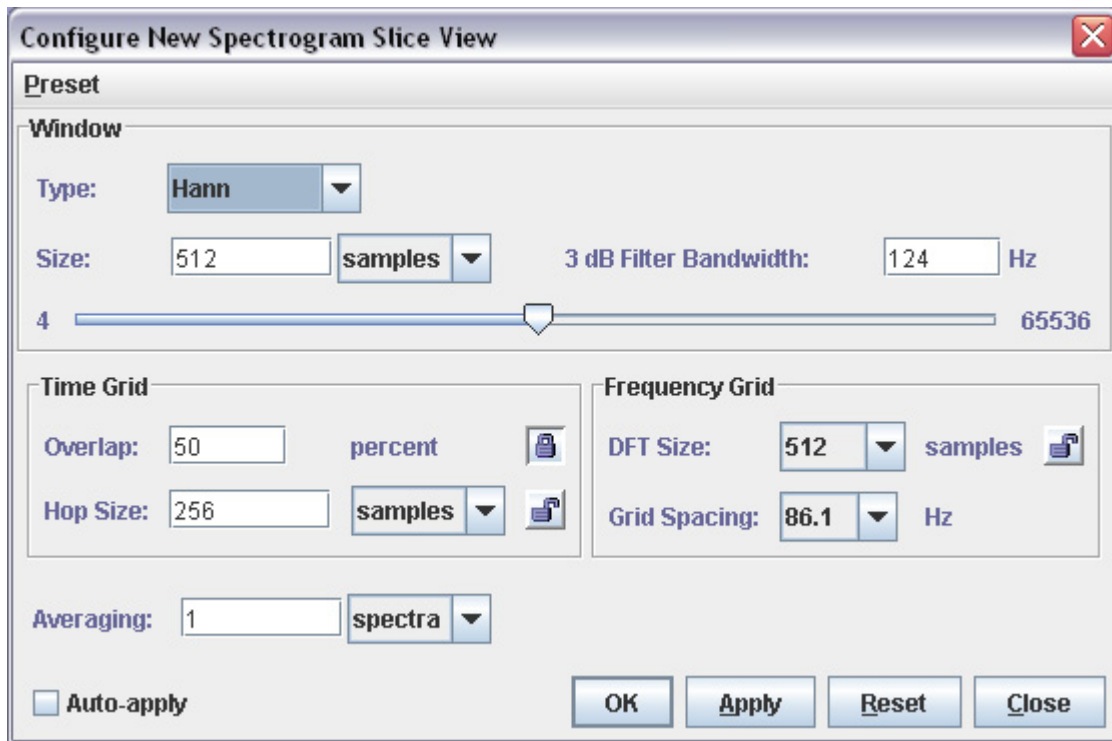 Configure New Spectrogram Slice View
Preset
Window
Type: Hann
Size: 512 samples 3 dB Filter Bandwidth: 124 Hz
4 65536
Time Grid
Overlap: 50 percent
Hop Size: 256 samples
Frequency Grid
DFT Size: 512 samples
Grid Spacing: 86.1 Hz
Averaging: 1 spectra
Auto-apply OK Apply Reset Close